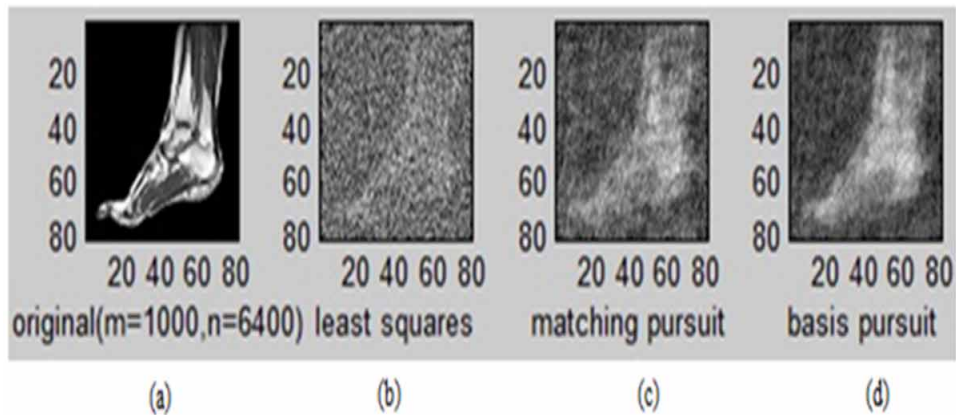 20 20 20 20
40 40 40 40
60 60 60 60
80 80 80 80
20 40 60 80 20 40 60 80 20 40 60 80 20 40 60 80
original(m=1000,n=6400) least squares matching pursuit basis pursuit
(a) (b) (c) (d)